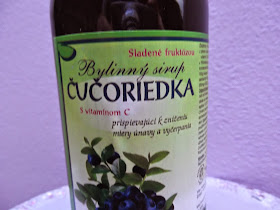 Sladené fruktózou
Bylinný sirup
ČUČORIEDKA
S vitamínom C
prispievajúci k zníženiu
miery únavy a vyčerpania